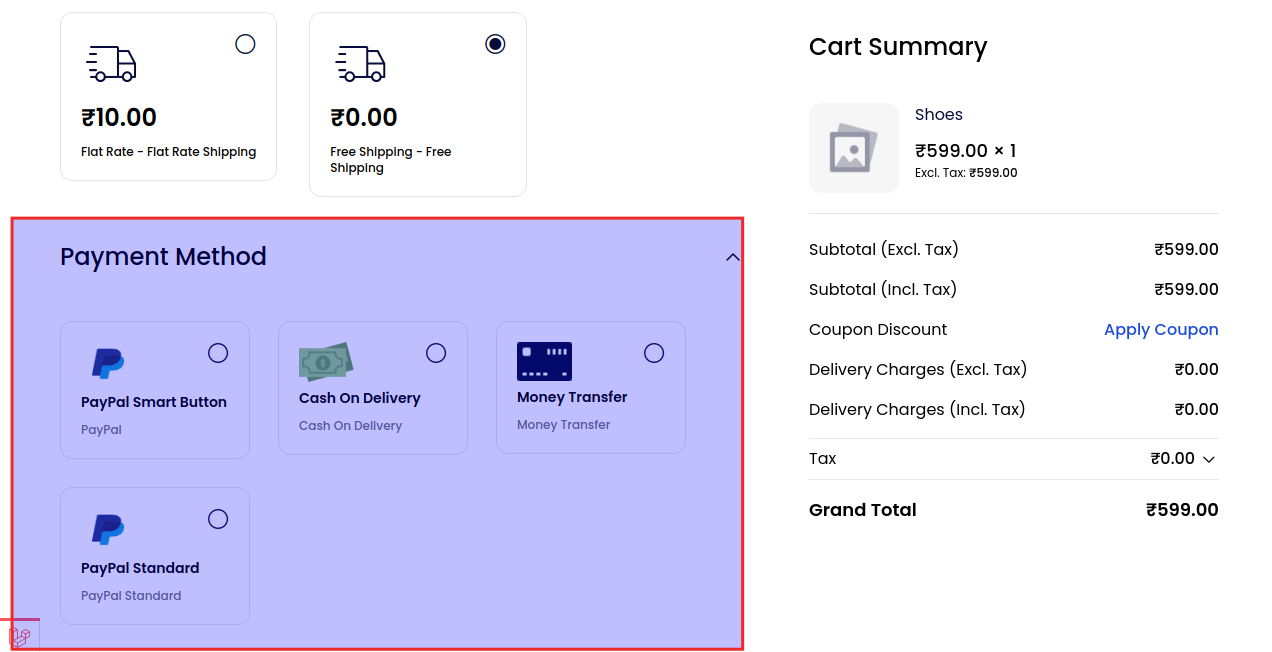 ₹10.00
Flat Rate - Flat Rate Shipping
₹0.00
Free Shipping - Free
Shipping
Payment Method
PayPal Smart Button
PayPal
Cash On Delivery
Cash On Delivery
Money Transfer
Money Transfer
PayPal Standard
PayPal Standard
Cart Summary
Shoes
₹599.00 × 1
Excl. Tax: ₹599.00
Subtotal (Excl. Tax) ₹599.00
Subtotal (Incl. Tax) ₹599.00
Coupon Discount Apply Coupon
Delivery Charges (Excl. Tax) ₹0.00
Delivery Charges (Incl. Tax) ₹0.00
Tax ₹0.00
Grand Total ₹599.00